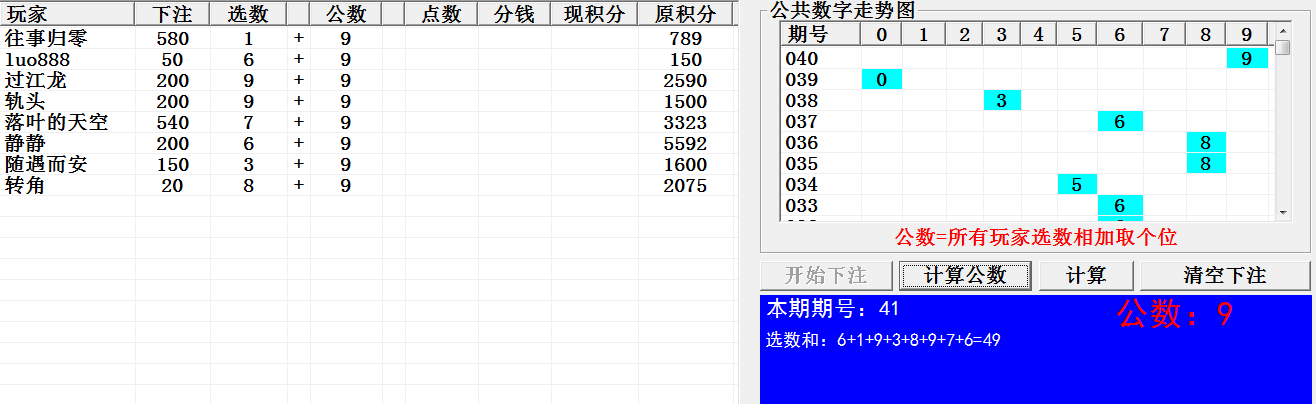 玩家 下注 选数 公数 点数 分钱 现积分 原积分
往事归零 580 1 + 9 789
luo888 50 6 + 9 150
过江龙 200 9 + 9 2590
轨头 200 9 + 9 1500
落叶的天空 540 7 + 9 3323
静静 200 6 + 9 5592
随遇而安 150 3 + 9 1600
转角 20 8 + 9 2075
公共数字走势图
期号 0 1 2 3 4 5 6 7 8 9
040 9
039 0
038 3
037 6
036 8
035 8
034 5
033 6
公数=所有玩家选数相加取个位
开始下注 计算公数 计算 清空下注
本期期号：41 公数：9
选数和：6+1+9+3+8+9+7+6=49